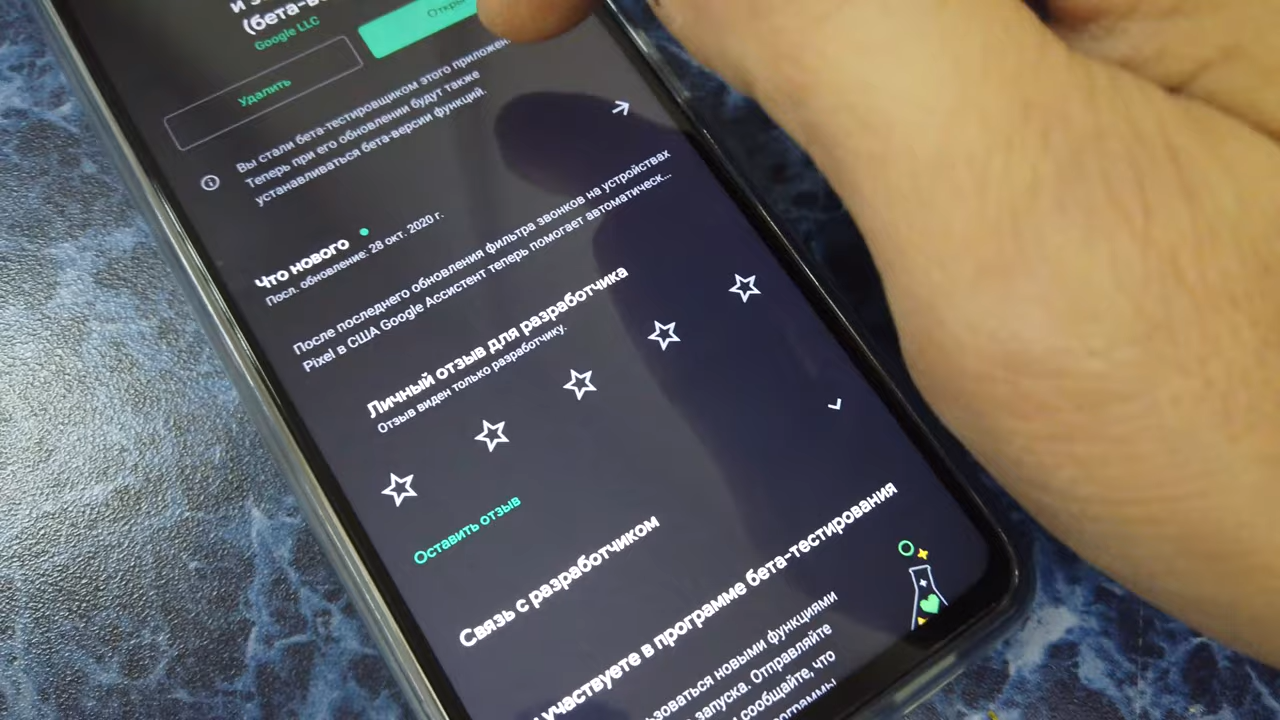 (бета-ве
Google LLC
Удалить
Откры
Вы стали бета-тестировщиком этого приложен
Теперь при его обновлении будут также
устанавливаться бета-версии функций.
Что нового
Посл. обновление: 28 окт. 2020 г.
После последнего обновления фильтра звонков на устройствах
Pixel в США Google Ассистент теперь помогает автоматическ...
Личный отзыв для разработчика
Отзыв виден только разработчику.
Оставить отзыв
Связь с разработчиком
участвуете в программе бета-тестирования
ьзоваться новыми функциями
запуска. Отправляйте
сообщайте, что